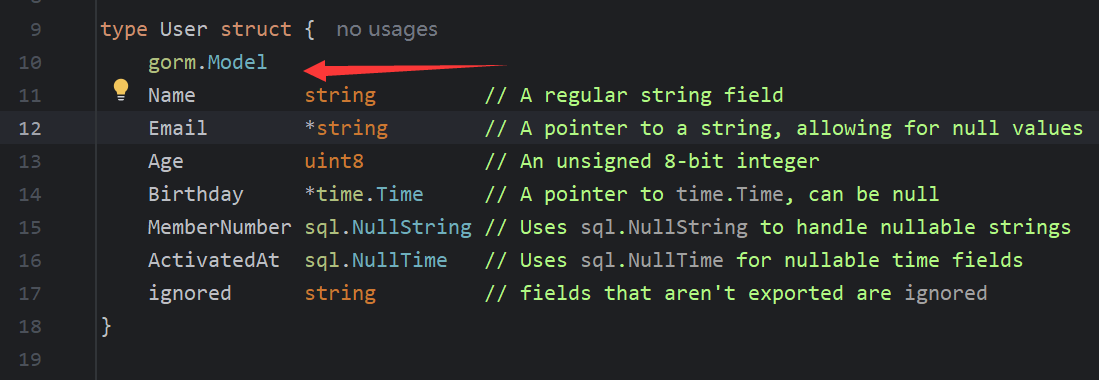 9 type User struct { no usages
10 gorm.Model
11 Name string // A regular string field
12 Email *string // A pointer to a string, allowing for null values
13 Age uint8 // An unsigned 8-bit integer
14 Birthday *time.Time // A pointer to time.Time, can be null
15 MemberNumber sql.NullString // Uses sql.NullString to handle nullable strings
16 ActivatedAt sql.NullTime // Uses sql.NullTime for nullable time fields
17 ignored string // fields that aren't exported are ignored
18 }
19